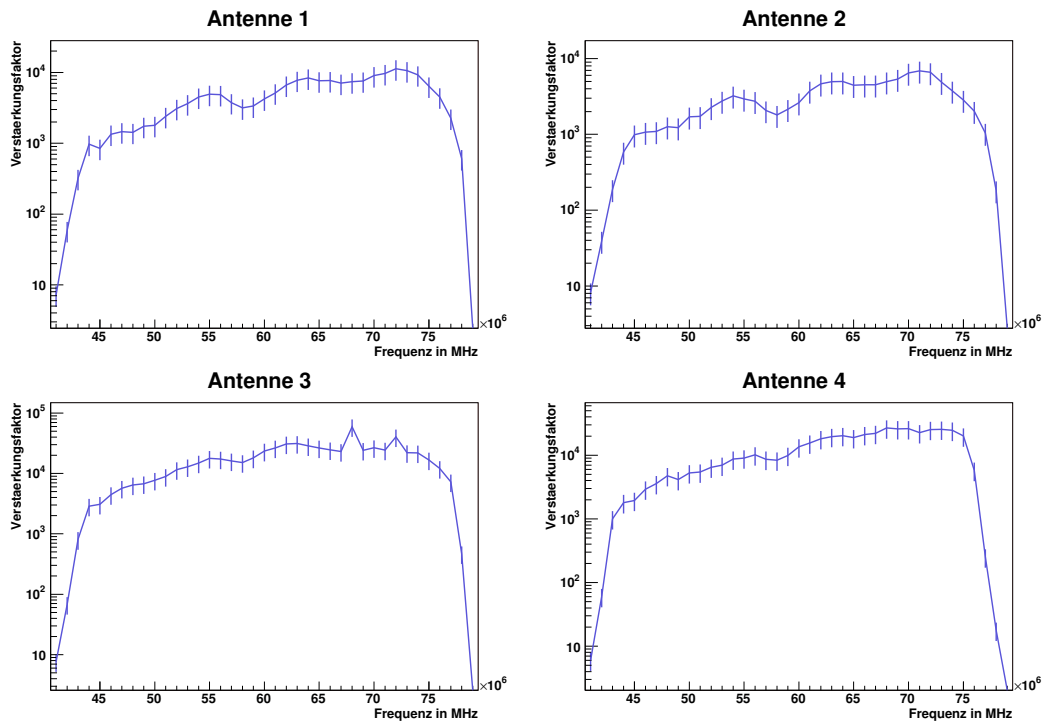 Antenne 1
Verstaerkungsfaktor
10⁴
10³
10²
10
45 50 55 60 65 70 75
×10⁶
Frequenz in MHz
Antenne 2
Verstaerkungsfaktor
10⁴
10³
10²
10
45 50 55 60 65 70 75
×10⁶
Frequenz in MHz
Antenne 3
Verstaerkungsfaktor
10⁵
10⁴
10³
10²
10
45 50 55 60 65 70 75
×10⁶
Frequenz in MHz
Antenne 4
Verstaerkungsfaktor
10⁴
10³
10²
10
45 50 55 60 65 70 75
×10⁶
Frequenz in MHz